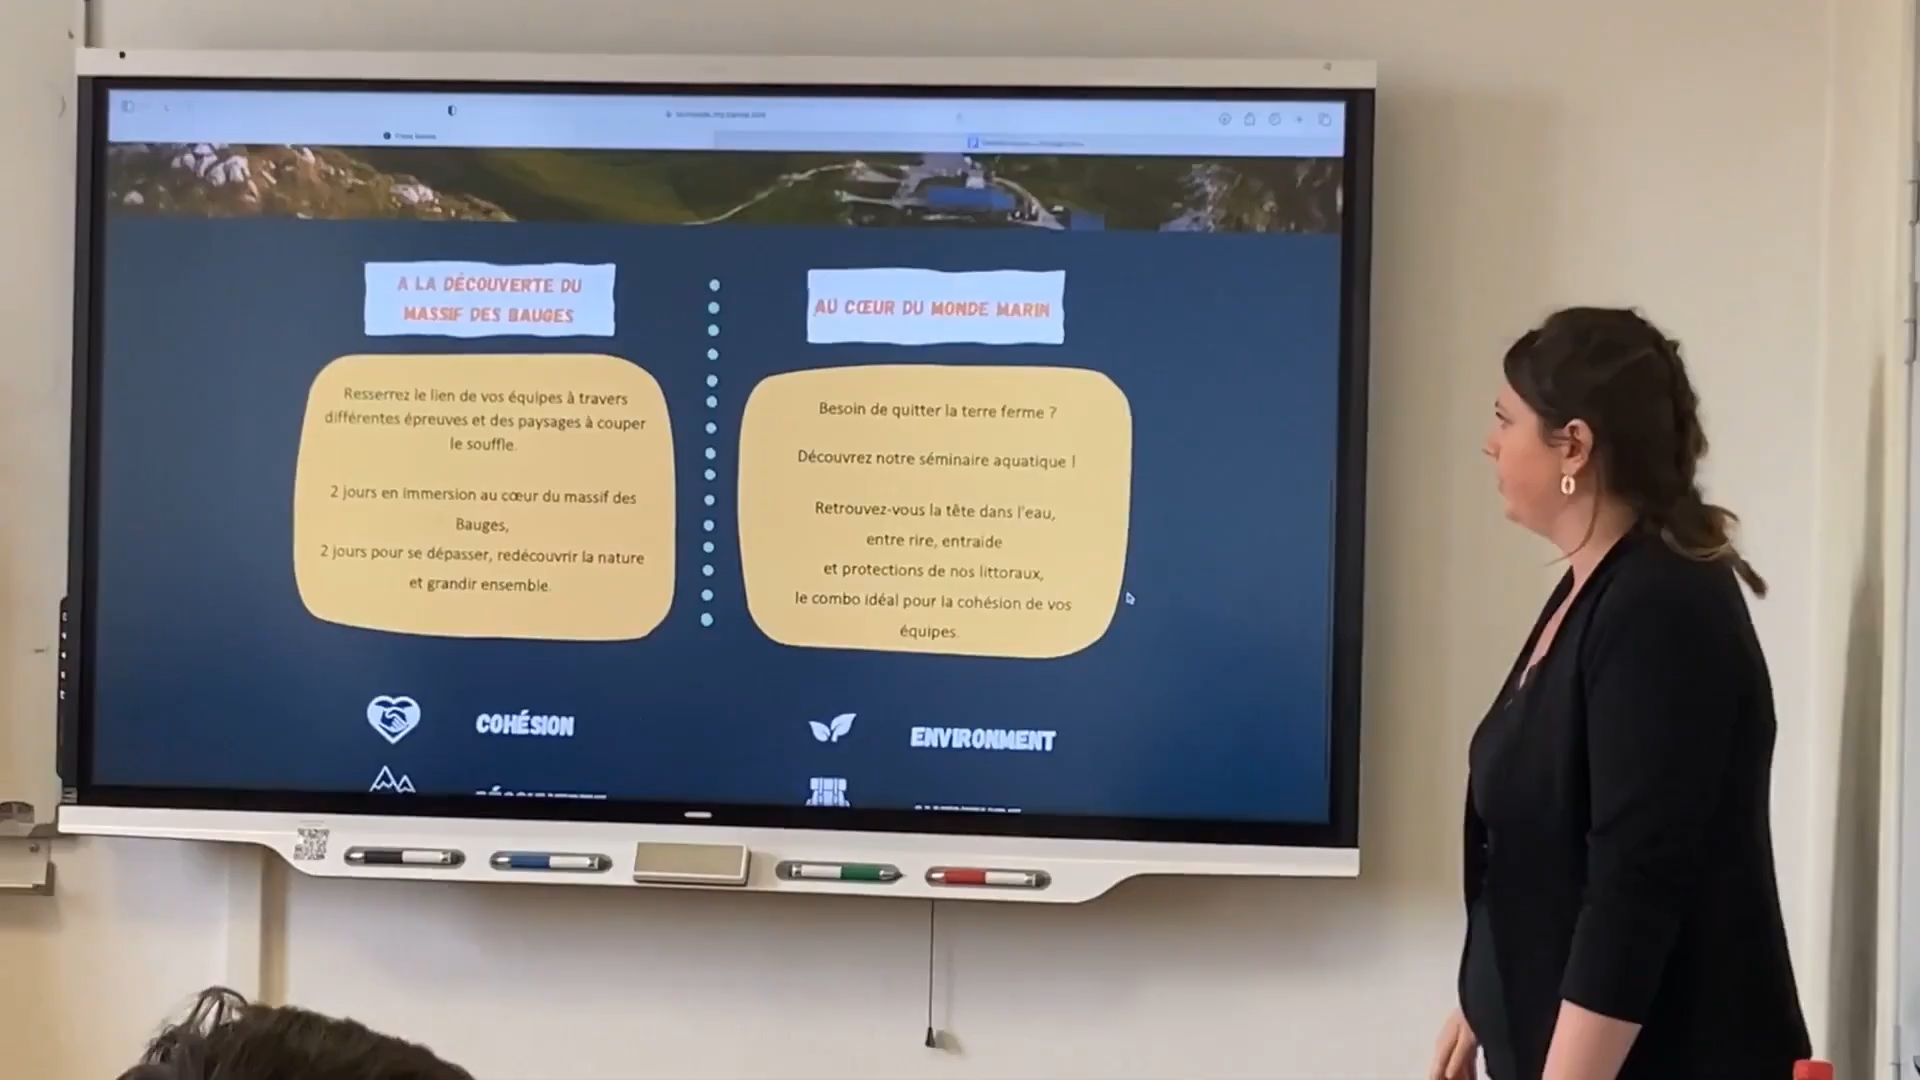 A LA DÉCOUVERTE DU
MASSIF DES BAUGES
Resserrez le lien de vos équipes à travers
différentes épreuves et des paysages à couper
le souffle.
2 jours en immersion au cœur du massif des
Bauges,
2 jours pour se dépasser, redécouvrir la nature
et grandir ensemble.
AU CŒUR DU MONDE MARIN
Besoin de quitter la terre ferme ?
Découvrez notre séminaire aquatique !
Retrouvez-vous la tête dans l'eau,
entre rire, entraide
et protections de nos littoraux,
le combo idéal pour la cohésion de vos
équipes.
COHÉSION
ENVIRONMENT